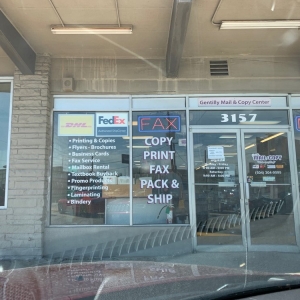 Gentilly Mail & Copy Center
3157
DHL
FedEx
FAX
• Printing & Copies
• Flyers - Brochures
• Business Cards
• Fax Service
• Mailbox Rental
• Textbook Buyback
• Promo Products
• Fingerprinting
• Laminating
• Bindery
COPY
PRINT
FAX
PACK &
SHIP